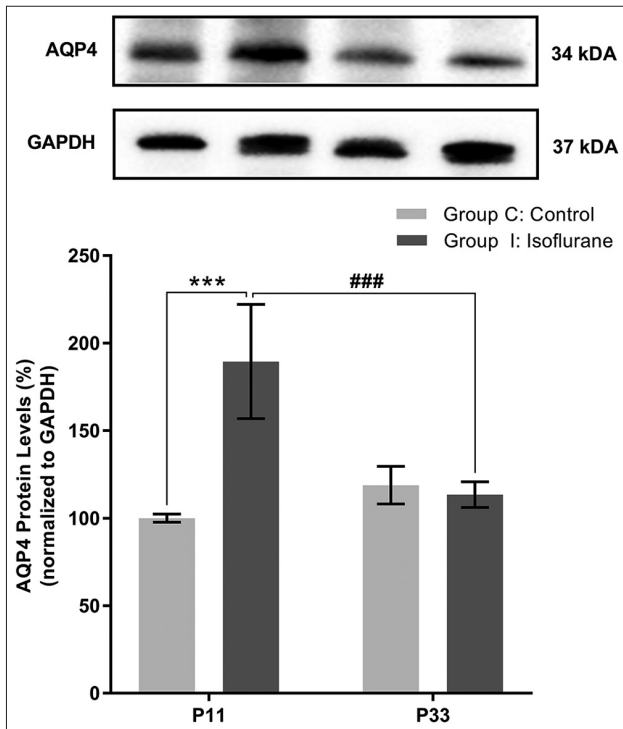 AQP4 34 kDA
GAPDH 37 kDA
Group C: Control
Group I: Isoflurane
AQP4 Protein Levels (%)
(normalized to GAPDH)
250
200
150
100
50
0
***
###
P11 P33